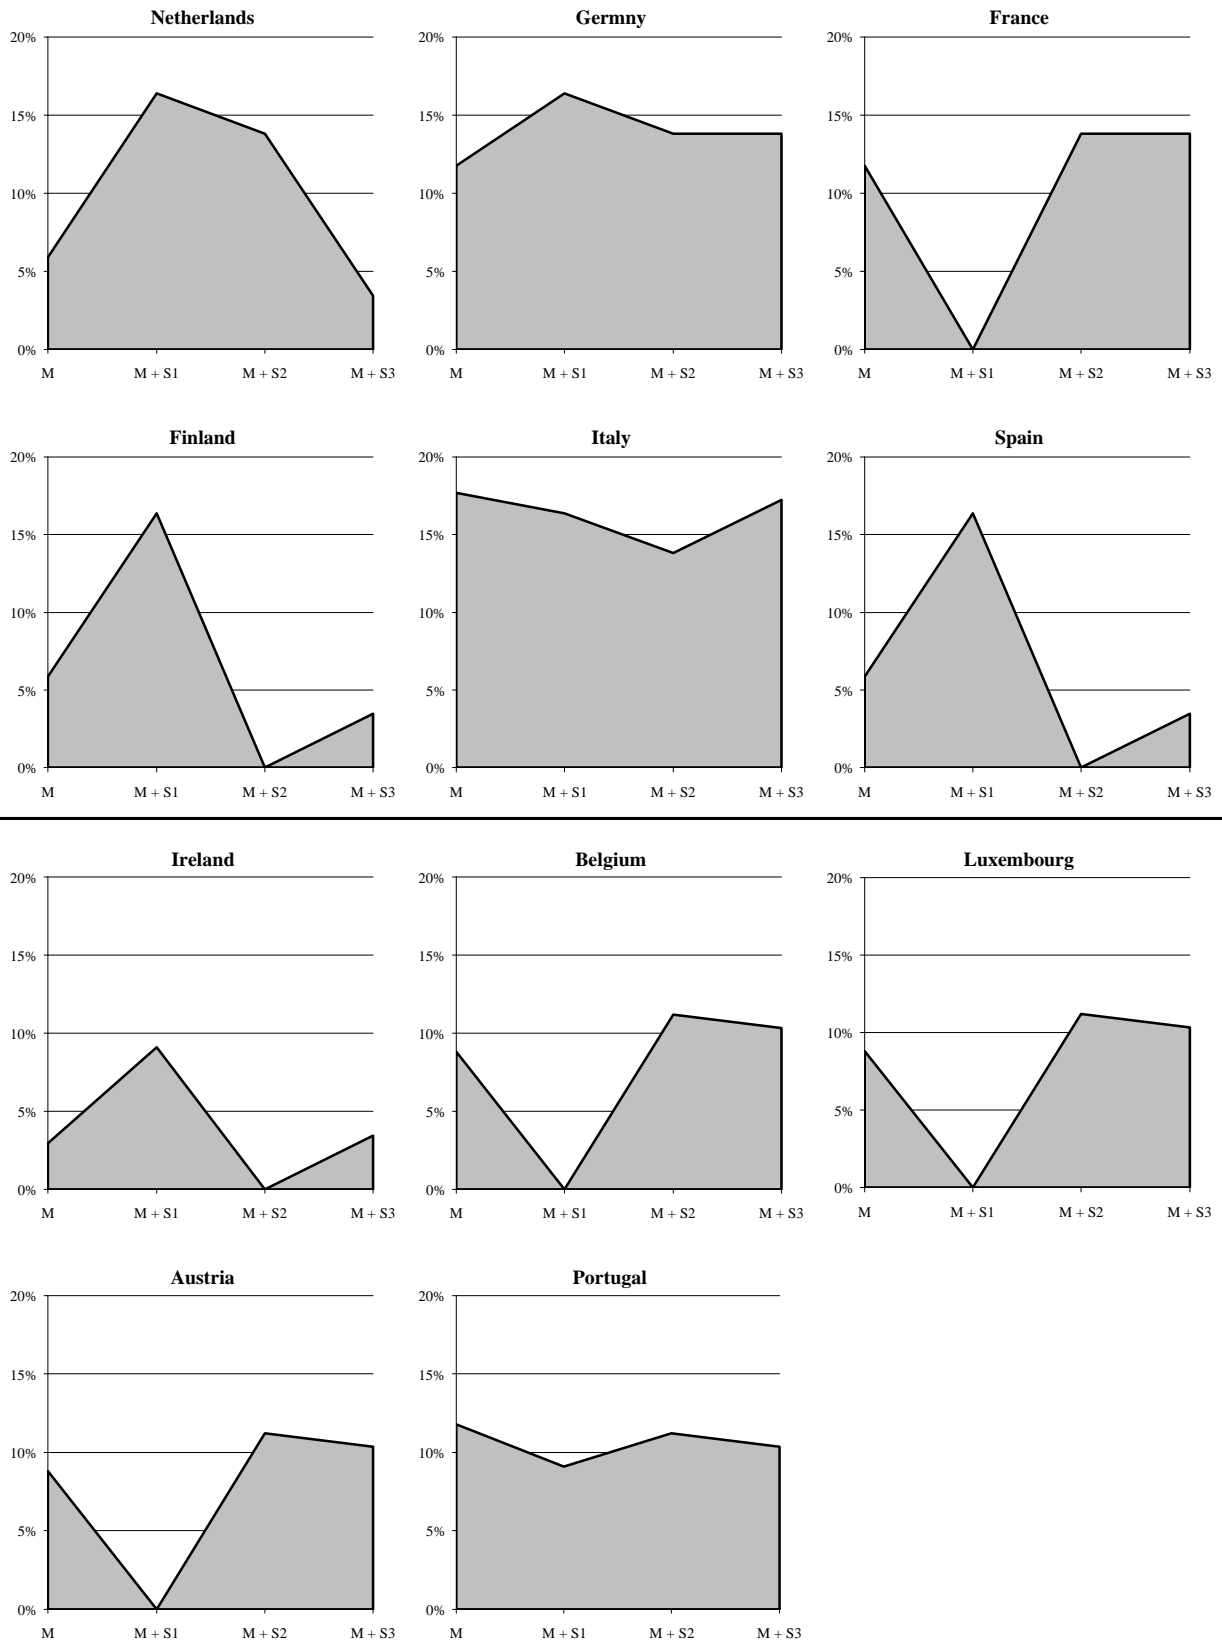 Netherlands
20%
15%
10%
5%
0%
M M + S1 M + S2 M + S3
Germny
20%
15%
10%
5%
0%
M M + S1 M + S2 M + S3
France
20%
15%
10%
5%
0%
M M + S1 M + S2 M + S3
Finland
20%
15%
10%
5%
0%
M M + S1 M + S2 M + S3
Italy
20%
15%
10%
5%
0%
M M + S1 M + S2 M + S3
Spain
20%
15%
10%
5%
0%
M M + S1 M + S2 M + S3
Ireland
20%
15%
10%
5%
0%
M M + S1 M + S2 M + S3
Belgium
20%
15%
10%
5%
0%
M M + S1 M + S2 M + S3
Luxembourg
20%
15%
10%
5%
0%
M M + S1 M + S2 M + S3
Austria
20%
15%
10%
5%
0%
M M + S1 M + S2 M + S3
Portugal
20%
15%
10%
5%
0%
M M + S1 M + S2 M + S3